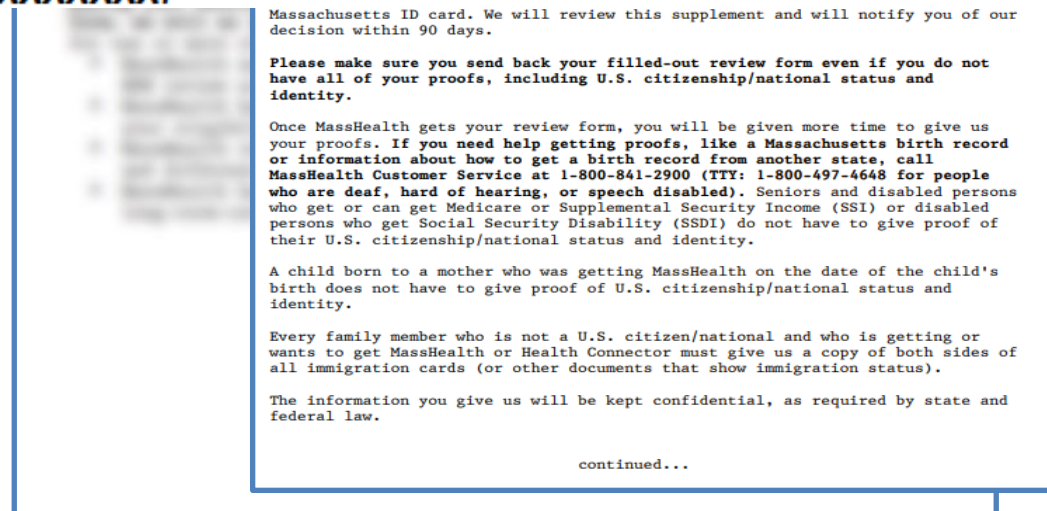 Massachusetts ID card. We will review this supplement and will notify you of our
decision within 90 days.
Please make sure you send back your filled-out review form even if you do not
have all of your proofs, including U.S. citizenship/national status and
identity.
Once MassHealth gets your review form, you will be given more time to give us
your proofs. If you need help getting proofs, like a Massachusetts birth record
or information about how to get a birth record from another state, call
MassHealth Customer Service at 1-800-841-2900 (TTY: 1-800-497-4648 for people
who are deaf, hard of hearing, or speech disabled). Seniors and disabled persons
who get or can get Medicare or Supplemental Security Income (SSI) or disabled
persons who get Social Security Disability (SSDI) do not have to give proof of
their U.S. citizenship/national status and identity.
A child born to a mother who was getting MassHealth on the date of the child's
birth does not have to give proof of U.S. citizenship/national status and
identity.
Every family member who is not a U.S. citizen/national and who is getting or
wants to get MassHealth or Health Connector must give us a copy of both sides of
all immigration cards (or other documents that show immigration status).
The information you give us will be kept confidential, as required by state and
federal law.
continued...